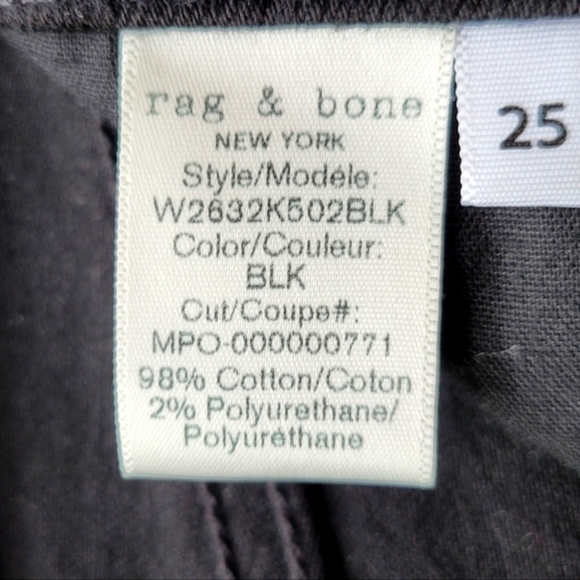 rag & bone
NEW YORK
Style/Modéle:
W2632K502BLK
Color/Couleur:
BLK
Cut/Coupe#:
MPO-000000771
98% Cotton/Coton
2% Polyurethane/
Polyuréthane
25